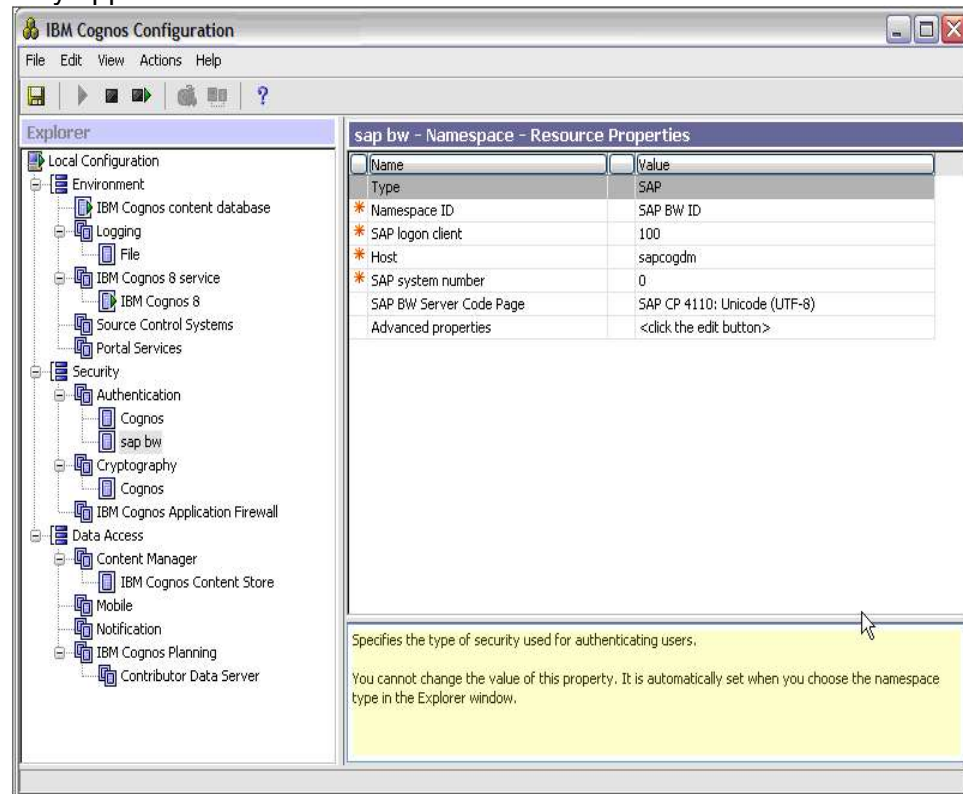 IBM Cognos Configuration
File Edit View Actions Help
?
Explorer
Local Configuration
Environment
IBM Cognos content database
Logging
File
IBM Cognos 8 service
IBM Cognos 8
Source Control Systems
Portal Services
Security
Authentication
Cognos
sap bw
Cryptography
Cognos
IBM Cognos Application Firewall
Data Access
Content Manager
IBM Cognos Content Store
Mobile
Notification
IBM Cognos Planning
Contributor Data Server
sap bw - Namespace - Resource Properties
Name Value
Type SAP
* Namespace ID SAP BW ID
* SAP logon client 100
* Host sapcogdm
* SAP system number 0
SAP BW Server Code Page SAP CP 4110: Unicode (UTF-8)
Advanced properties <click the edit button>
Specifies the type of security used for authenticating users.
You cannot change the value of this property. It is automatically set when you choose the namespace
type in the Explorer window.